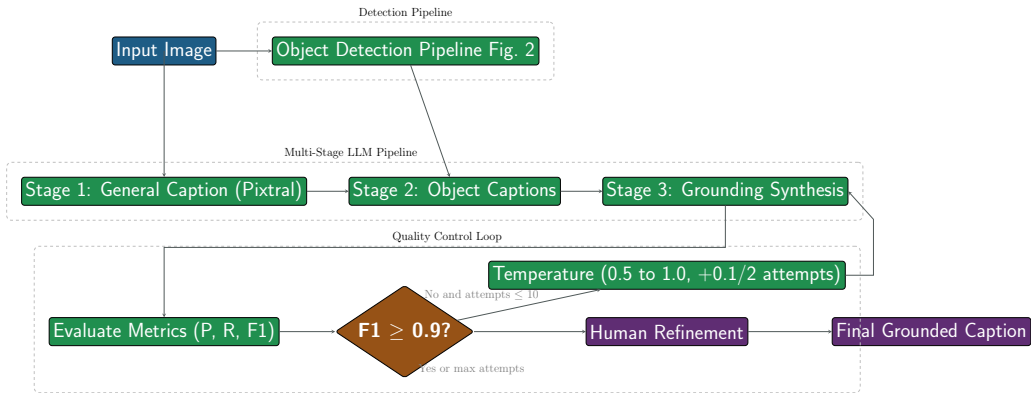 Detection Pipeline
Input Image
Object Detection Pipeline Fig. 2
Multi-Stage LLM Pipeline
Stage 1: General Caption (Pixtral)
Stage 2: Object Captions
Stage 3: Grounding Synthesis
Quality Control Loop
Temperature (0.5 to 1.0, +0.1/2 attempts)
No and attempts ≤ 10
Evaluate Metrics (P, R, F1)
F1 ≥ 0.9?
Human Refinement
Final Grounded Caption
Yes or max attempts